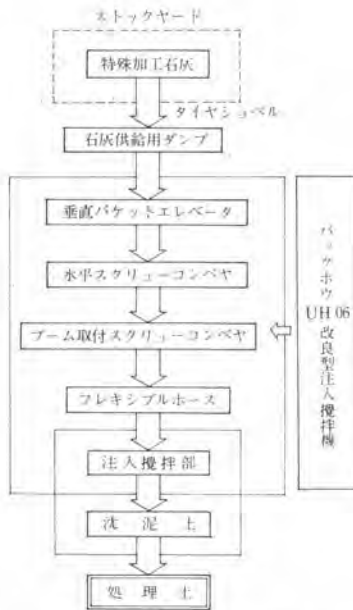 ストックヤード
特殊加工石灰
タイヤショベル
石灰供給用ダンプ
垂直バケットエレベータ
水平スクリューコンベヤ
ブーム取付スクリューコンベヤ
フレキシブルホース
注入攪拌部
沈泥土
処理土
バックホウ
UH 06
改良型注入攪拌機